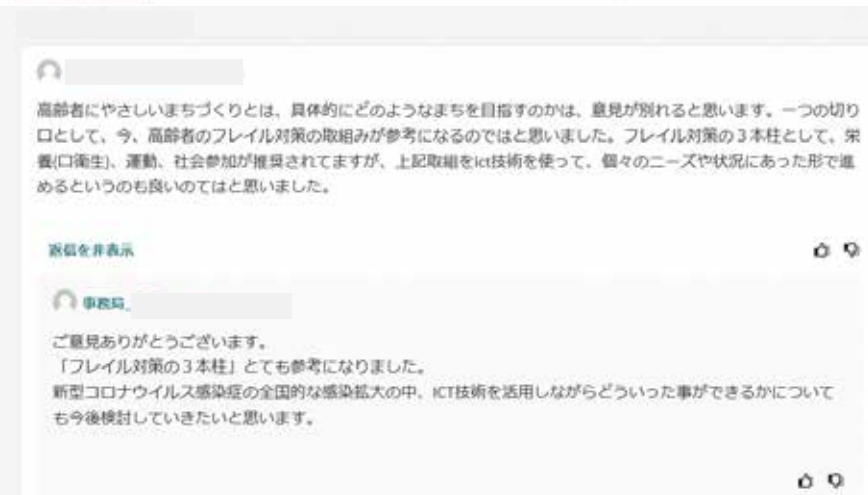 高齢者にやさしいまちづくりとは、具体的にどのようなまちを目指すのかは、意見が別れると思います。一つの切り
口として、今、高齢者のフレイル対策の取組みが参考になるのではと思いました。フレイル対策の３本柱として、栄
養(口衛生)、運動、社会参加が推奨されてますが、上記取組をict技術を使って、個々のニーズや状況にあった形で進
めるというのも良いのてはと思いました。
返信を非表示
事務局_
ご意見ありがとうございます。
「フレイル対策の３本柱」とても参考になりました。
新型コロナウイルス感染症の全国的な感染拡大の中、ICT技術を活用しながらどういった事ができるかについて
も今後検討していきたいと思います。